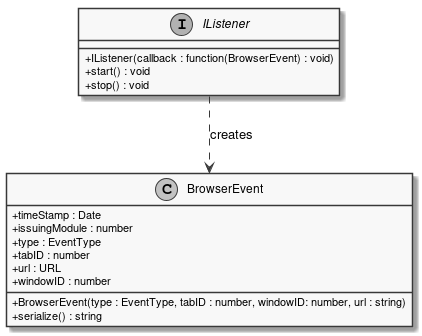 I IListener
+IListener(callback : function(BrowserEvent) : void)
+start() : void
+stop() : void
creates
C BrowserEvent
+timeStamp : Date
+issuingModule : number
+type : EventType
+tabID : number
+url : URL
+windowID : number
+BrowserEvent(type : EventType, tabID : number, windowID: number, url : string)
+serialize() : string